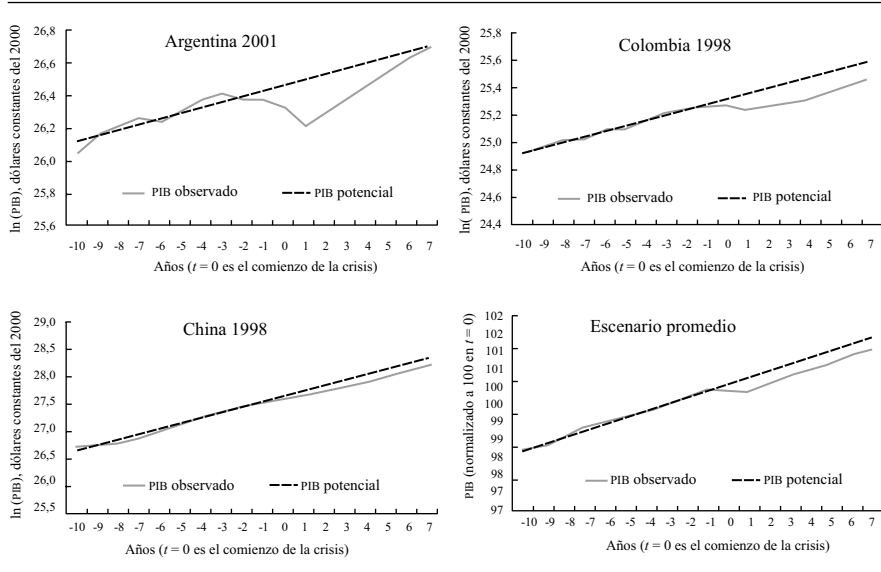 Argentina 2001
ln (PIB), dólares constantes del 2000
26,8
26,6
26,4
26,2
26,0
25,8
25,6
PIB observado PIB potencial
-10 -9 -8 -7 -6 -5 -4 -3 -2 -1 0 1 2 3 4 5 6 7
Años (t = 0 es el comienzo de la crisis)
Colombia 1998
ln( PIB), dólares constantes del 2000
26,0
25,8
25,6
25,4
25,2
25,0
24,8
24,6
24,4
PIB observado PIB potencial
-10 -9 -8 -7 -6 -5 -4 -3 -2 -1 0 1 2 3 4 5 6 7
Años (t = 0 es el comienzo de la crisis)
China 1998
ln (PIB), dólares constantes del 2000
29,0
28,5
28,0
27,5
27,0
26,5
26,0
25,5
PIB observado PIB potencial
-10 -9 -8 -7 -6 -5 -4 -3 -2 -1 0 1 2 3 4 5 6 7
Años (t = 0 es el comienzo de la crisis)
Escenario promedio
PIB (normalizado a 100 en t = 0)
102
102
101
101
100
100
99
99
98
98
97
97
PIB observado PIB potencial
-10 -9 -8 -7 -6 -5 -4 -3 -2 -1 0 1 2 3 4 5 6 7
Años (t = 0 es el comienzo de la crisis)